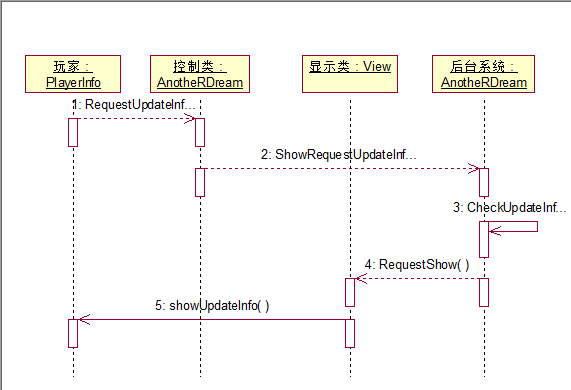 玩家：
PlayerInfo
控制类：
AnotheRDream
显示类：View
后台系统：
AnotheRDream
1: RequestUpdateInf...
2: ShowRequestUpdateInf...
3: CheckUpdateInf...
4: RequestShow( )
5: showUpdateInfo( )